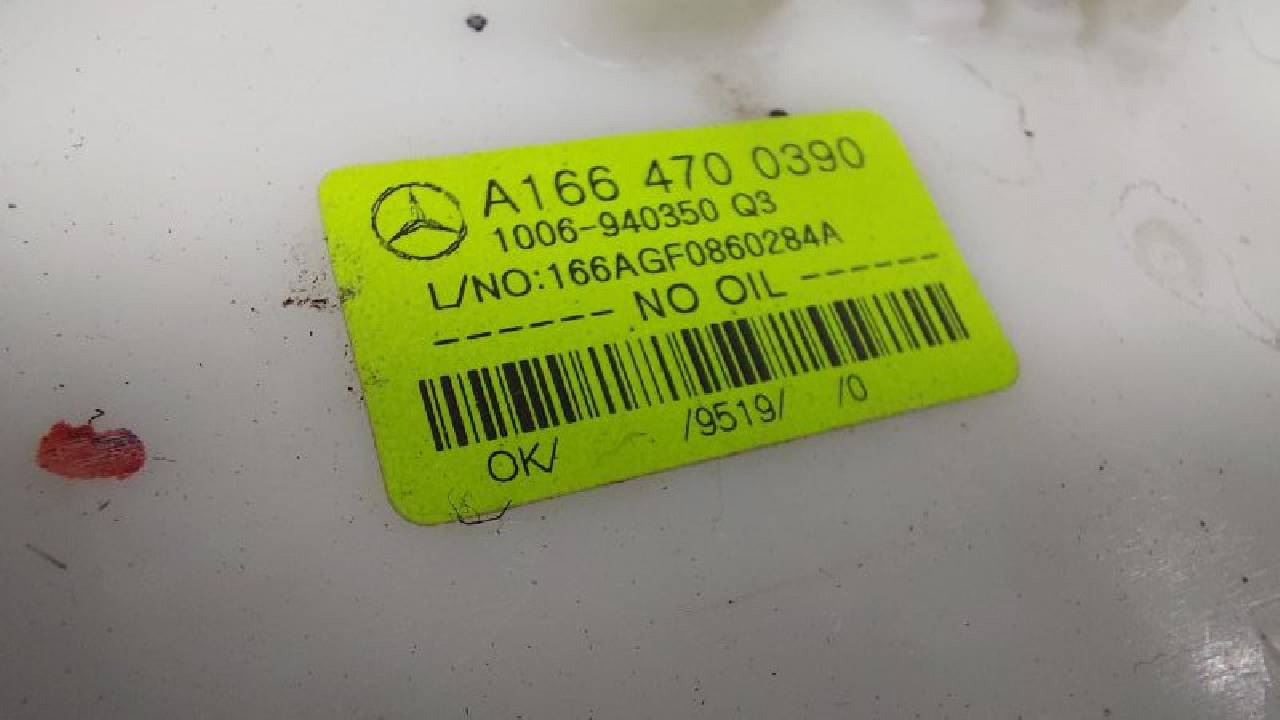 A166 470 0390
1006-940350 Q3
L/NO:166AGF0860284A
------ NO OIL ------
OK/ /9519/ /0